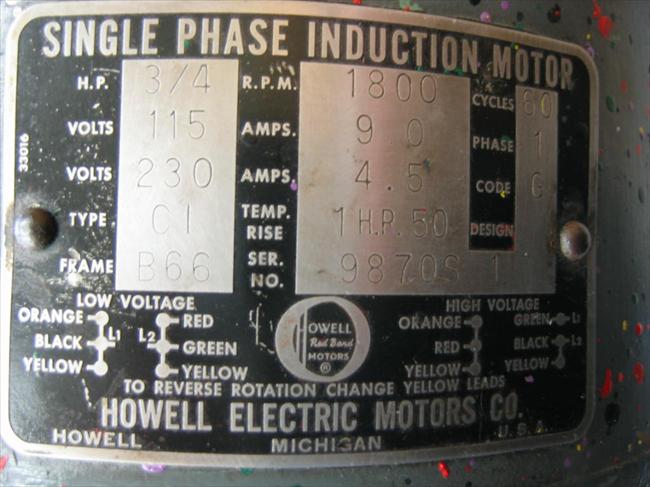 SINGLE PHASE INDUCTION MOTOR
H.P. 3/4 R.P.M. 1800 CYCLES 60
VOLTS 115 AMPS. 9 0 PHASE 1
VOLTS 230 AMPS. 4.5 CODE G
TYPE CI TEMP. RISE 1 H.P. 50 DESIGN
FRAME B66 SER. NO. 9870S 1
33016
LOW VOLTAGE HIGH VOLTAGE
ORANGE RED ORANGE GREEN L1
BLACK L1 L2 GREEN RED BLACK L2
YELLOW YELLOW YELLOW YELLOW
HOWELL
Red Band
MOTORS
®
TO REVERSE ROTATION CHANGE YELLOW LEADS
HOWELL ELECTRIC MOTORS CO.
HOWELL MICHIGAN U.S.A.